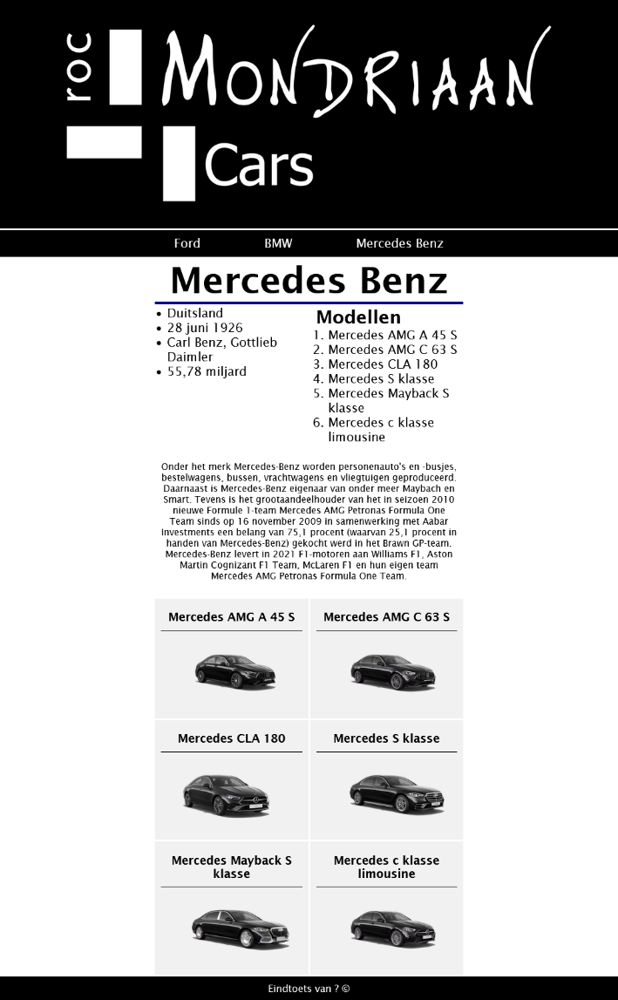 roc MONDRIAAN
Cars
Ford BMW Mercedes Benz
Mercedes Benz
• Duitsland
• 28 juni 1926
• Carl Benz, Gottlieb
Daimler
• 55,78 miljard
Modellen
1. Mercedes AMG A 45 S
2. Mercedes AMG C 63 S
3. Mercedes CLA 180
4. Mercedes S klasse
5. Mercedes Mayback S
klasse
6. Mercedes c klasse
limousine
Onder het merk Mercedes-Benz worden personenauto's en -busjes,
bestelwagens, bussen, vrachtwagens en vliegtuigen geproduceerd.
Daarnaast is Mercedes-Benz eigenaar van onder meer Maybach en
Smart. Tevens is het grootaandeelhouder van het in seizoen 2010
nieuwe Formule 1-team Mercedes AMG Petronas Formula One
Team sinds op 16 november 2009 in samenwerking met Aabar
Investments een belang van 75,1 procent (waarvan 25,1 procent in
handen van Mercedes-Benz) gekocht werd in het Brawn GP-team.
Mercedes-Benz levert in 2021 F1-motoren aan Williams F1, Aston
Martin Cognizant F1 Team, McLaren F1 en hun eigen team
Mercedes AMG Petronas Formula One Team.
Mercedes AMG A 45 S
Mercedes AMG C 63 S
Mercedes CLA 180
Mercedes S klasse
Mercedes Mayback S
klasse
Mercedes c klasse
limousine
Eindtoets van ? ©